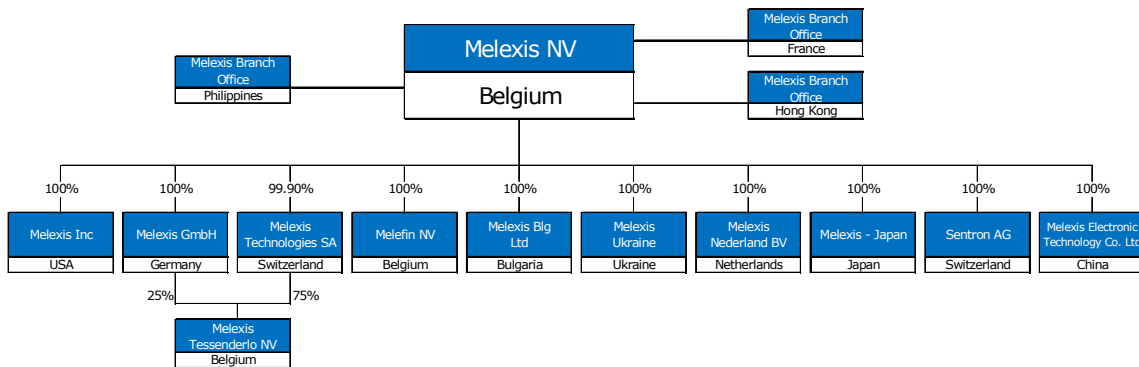 Melexis NV
Belgium
Melexis Branch
Office
France
Melexis Branch
Office
Philippines
Melexis Branch
Office
Hong Kong
100%
100%
99.90%
100%
100%
100%
100%
100%
100%
100%
Melexis Inc
USA
Melexis GmbH
Germany
Melexis
Technologies SA
Switzerland
Melefin NV
Belgium
Melexis Blg
Ltd
Bulgaria
Melexis
Ukraine
Ukraine
Melexis
Nederland BV
Netherlands
Melexis - Japan
Japan
Sentron AG
Switzerland
Melexis Electronic
Technology Co. Ltd
China
25%
75%
Melexis
Tessenderlo NV
Belgium